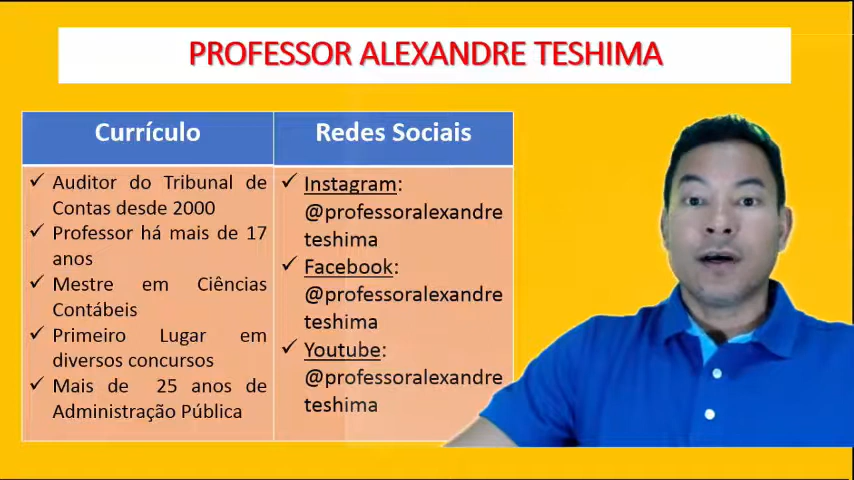 PROFESSOR ALEXANDRE TESHIMA
Currículo
Auditor do Tribunal de
Contas desde 2000
Professor há mais de 17
anos
Mestre em Ciências
Contábeis
Primeiro Lugar em
diversos concursos
Mais de 25 anos de
Administração Pública
Redes Sociais
Instagram:
@professoralexandre
teshima
Facebook:
@professoralexandre
teshima
Youtube:
@professoralexandre
teshima